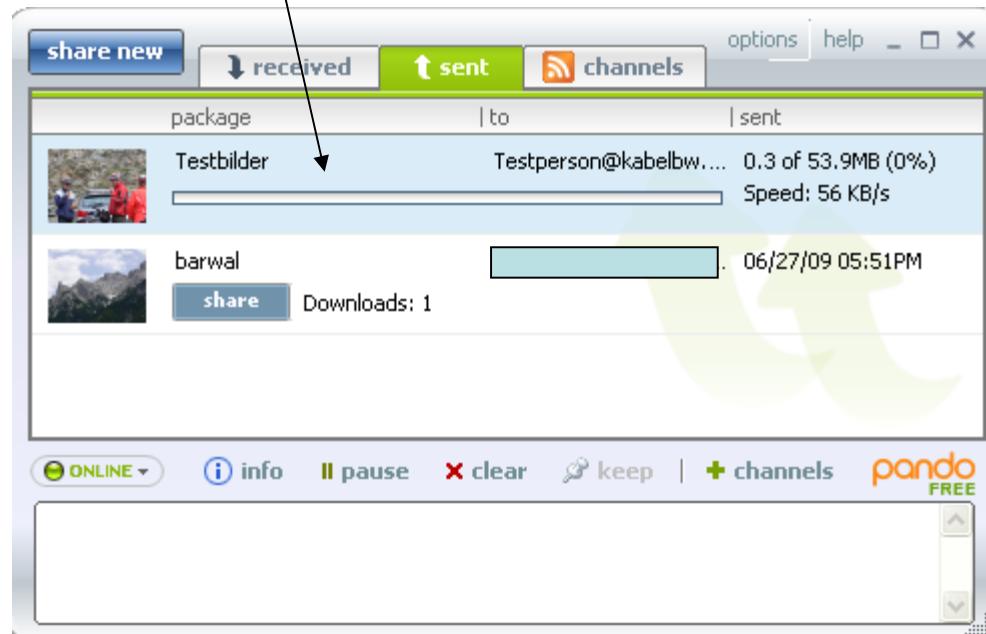 share new
received
sent
channels
options
help
package
| to
| sent
Testbilder
Testperson@kabelbw....
0.3 of 53.9MB (0%)
Speed: 56 KB/s
barwal
.
06/27/09 05:51PM
share
Downloads: 1
ONLINE
info
pause
clear
keep
|
channels
pando
FREE